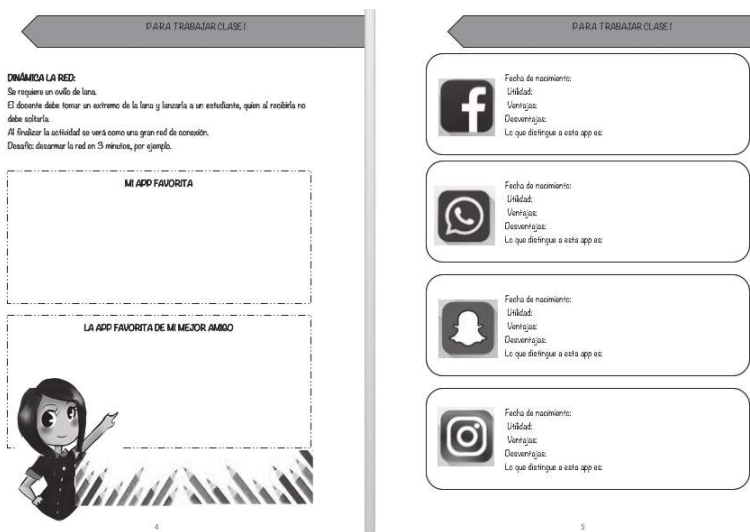 PARA TRABAJAR CLASE!
DINÁMICA LA RED:
Se requiere un ovillo de lana.
El docente debe tomar un extremo de la lana y lanzarla a un estudiante, quien al recibirla no
debe soltarla.
Al finalizar la actividad se verá como una gran red de conexión.
Desafío: desarmar la red en 3 minutos, por ejemplo.
MI APP FAVORITA
LA APP FAVORITA DE MI MEJOR AMIGO
4
PARA TRABAJAR CLASE!
Fecha de nacimiento:
Utilidad:
Ventajas:
Desventajas:
Lo que distingue a esta app es:
Fecha de nacimiento:
Utilidad:
Ventajas:
Desventajas:
Lo que distingue a esta app es:
Fecha de nacimiento:
Utilidad:
Ventajas:
Desventajas:
Lo que distingue a esta app es:
Fecha de nacimiento:
Utilidad:
Ventajas:
Desventajas:
Lo que distingue a esta app es:
5